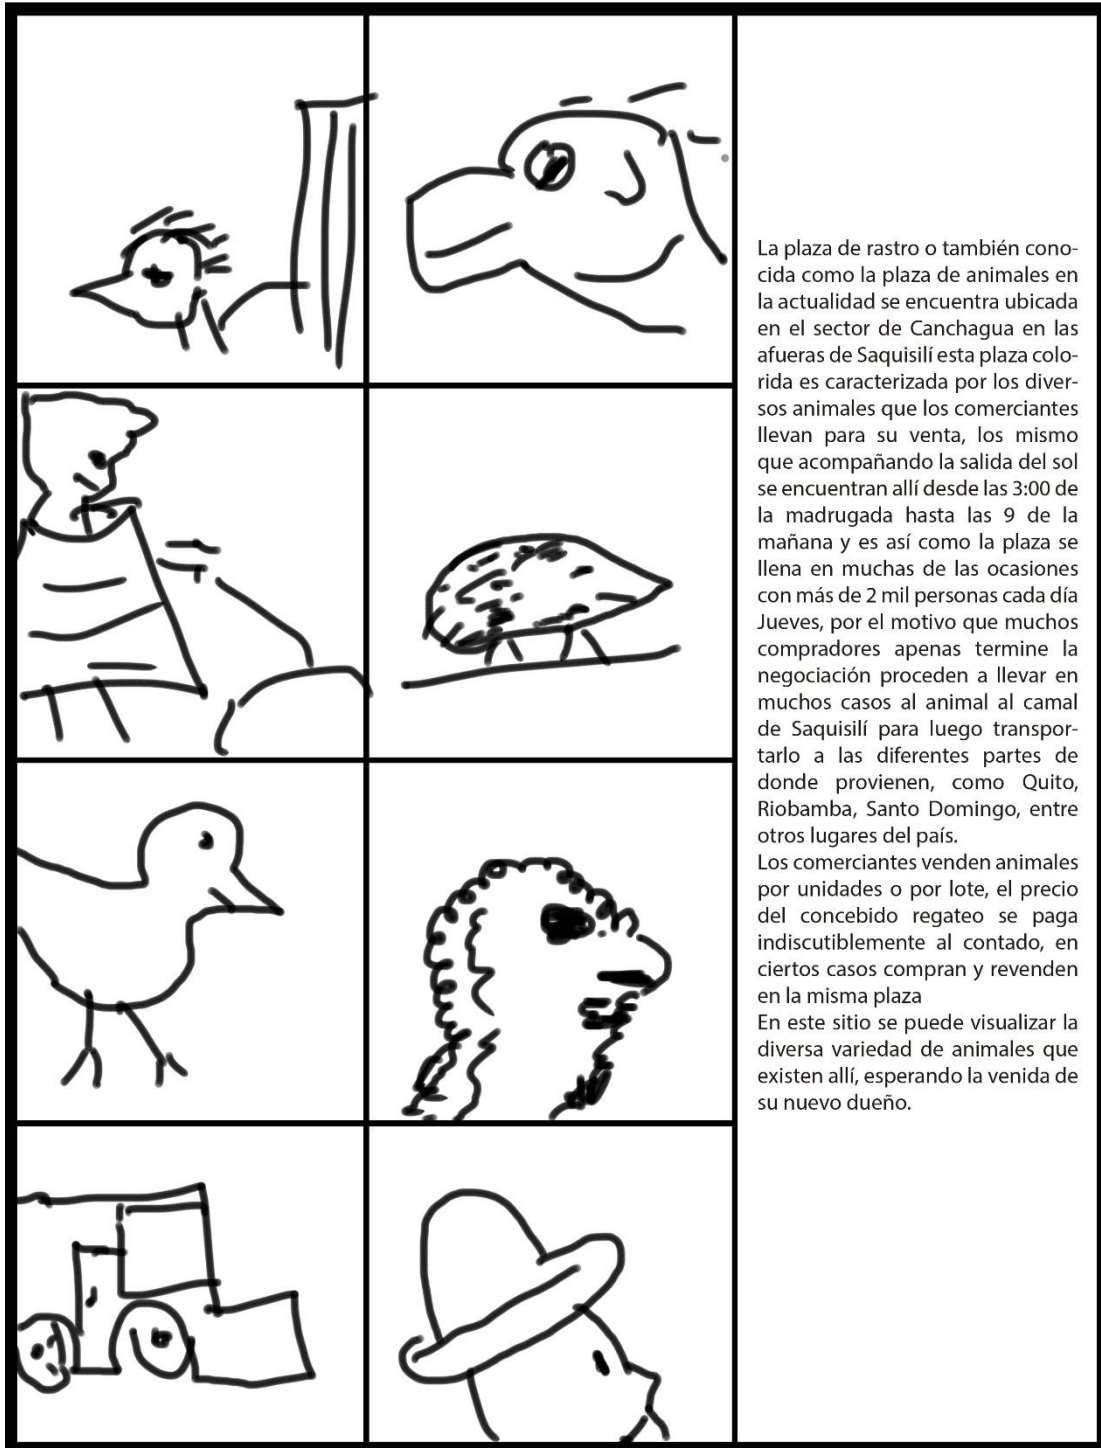 La plaza de rastro o también cono-
cida como la plaza de animales en
la actualidad se encuentra ubicada
en el sector de Canchagua en las
afueras de Saquisilí esta plaza colo-
rida es caracterizada por los diver-
sos animales que los comerciantes
llevan para su venta, los mismo
que acompañando la salida del sol
se encuentran allí desde las 3:00 de
la madrugada hasta las 9 de la
mañana y es así como la plaza se
llena en muchas de las ocasiones
con más de 2 mil personas cada día
Jueves, por el motivo que muchos
compradores apenas termine la
negociación proceden a llevar en
muchos casos al animal al camal
de Saquisilí para luego transpor-
tarlo a las diferentes partes de
donde provienen, como Quito,
Riobamba, Santo Domingo, entre
otros lugares del país.
Los comerciantes venden animales
por unidades o por lote, el precio
del concebido regateo se paga
indiscutiblemente al contado, en
ciertos casos compran y revenden
en la misma plaza
En este sitio se puede visualizar la
diversa variedad de animales que
existen allí, esperando la venida de
su nuevo dueño.